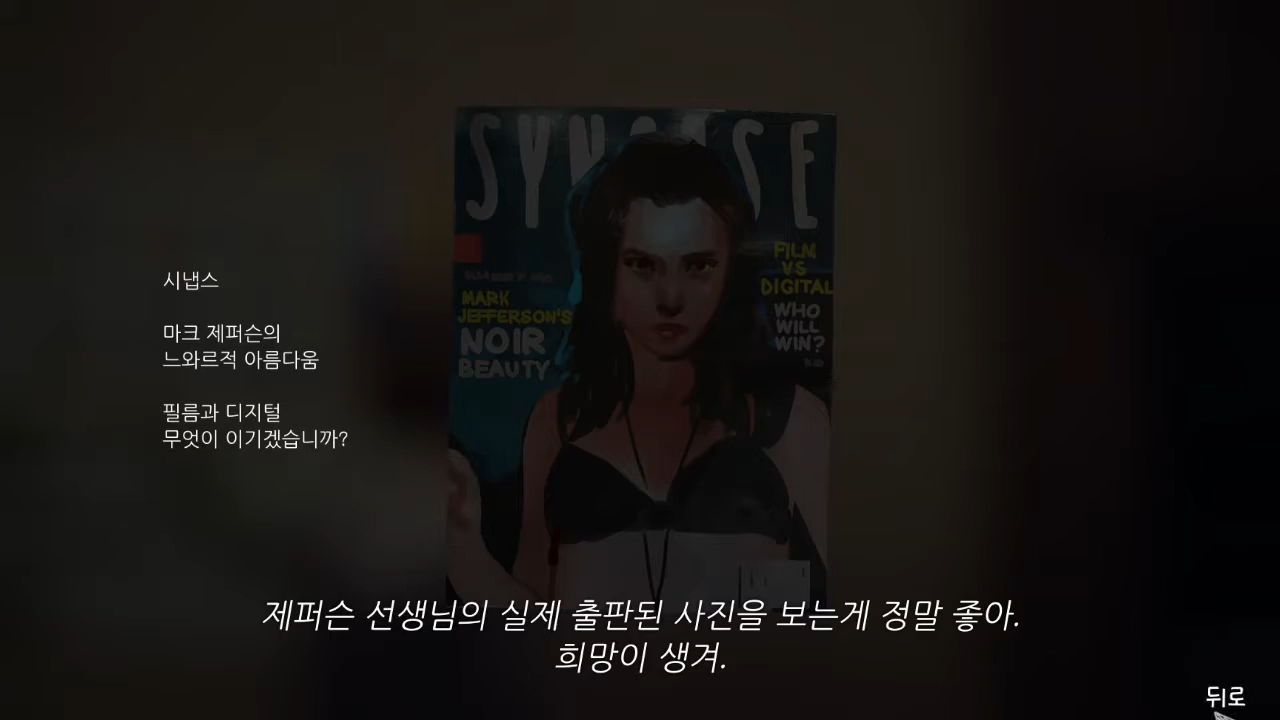 시냅스
마크 제퍼슨의
느와르적 아름다움
필름과 디지털
무엇이 이기겠습니까?
MARK
JEFFERSON'S
NOIR
BEAUTY
FILM
VS
DIGITAL
WHO
WILL
WIN?
제퍼슨 선생님의 실제 출판된 사진을 보는게 정말 좋아.
희망이 생겨.
뒤로